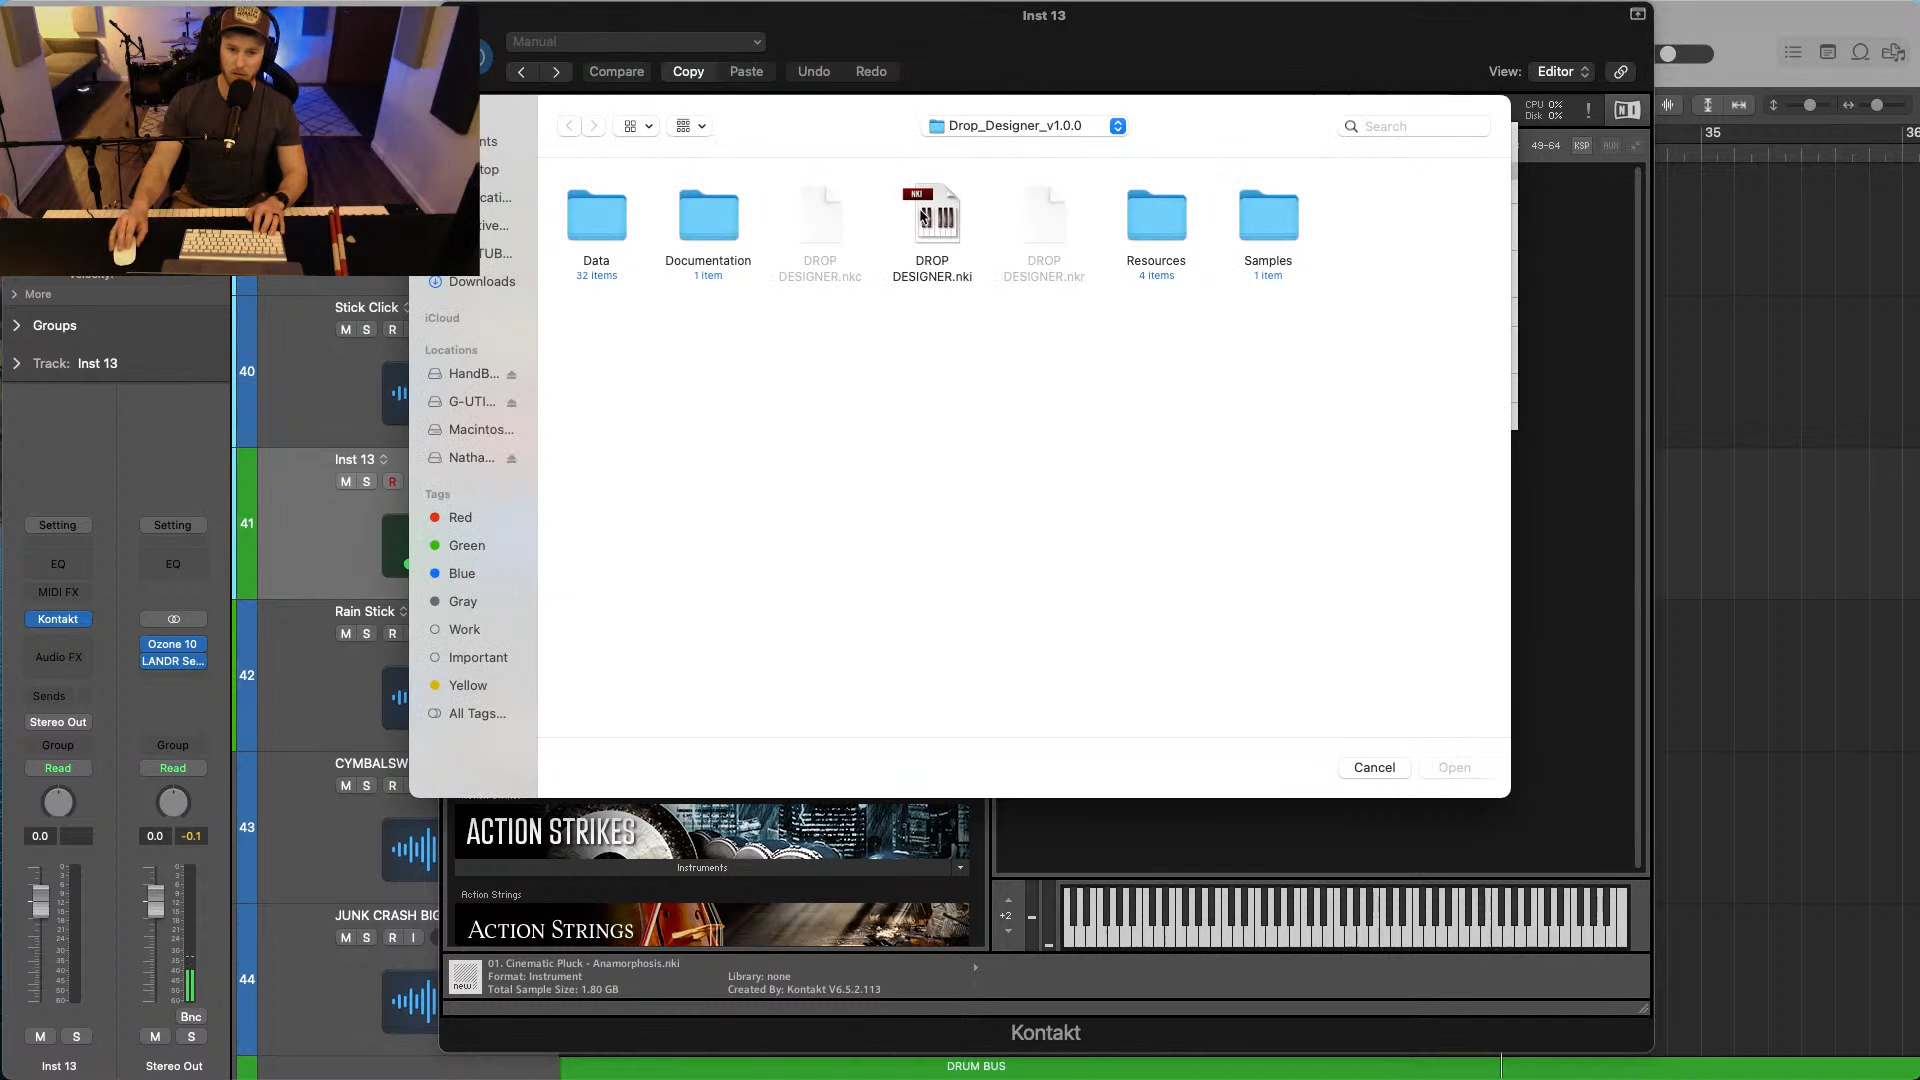 Inst 13
Manual
Compare Copy Paste Undo Redo
View: Editor
CPU 0%
Disk 0%
49-64 KSP AUX
35 36
Drop_Designer_v1.0.0
Search
nts
top
cati...
tive...
TUB...
Downloads
iCloud
Locations
HandB...
G-UTI...
Macintos...
Natha...
Tags
Red
Green
Blue
Gray
Work
Important
Yellow
All Tags...
Data
32 items
Documentation
1 item
DROP
DESIGNER.nkc
NKI
DROP
DESIGNER.nki
DROP
DESIGNER.nkr
Resources
4 items
Samples
1 item
Cancel Open
More
Groups
Track: Inst 13
Setting Setting
EQ EQ
MIDI FX
Kontakt
Ozone 10
Audio FX
LANDR Se...
Sends
Stereo Out
Group Group
Read Read
0.0 0.0 -0.1
Bnc
M S M S
Inst 13 Stereo Out
Stick Click
M S R
40
Inst 13
M S R
41
Rain Stick
M S R
42
CYMBALSW
M S R
43
JUNK CRASH BIG
M S R I
44
ACTION STRIKES
Instruments
Action Strings
ACTION STRINGS
+2
01. Cinematic Pluck - Anamorphosis.nki
Format: Instrument
Total Sample Size: 1.80 GB
Library: none
Created By: Kontakt V6.5.2.113
new
Kontakt
DRUM BUS